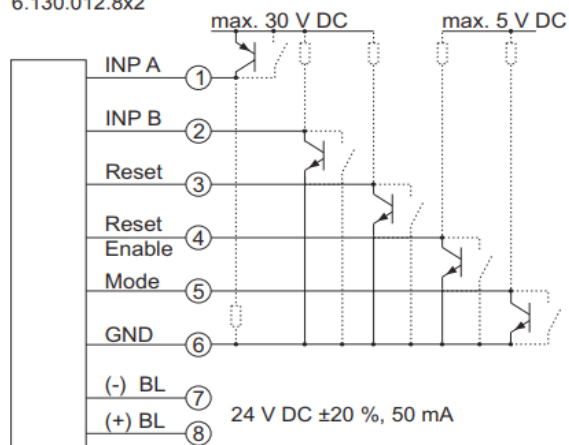 6.130.012.8x2
max. 30 V DC
max. 5 V DC
INP A
1
INP B
2
Reset
3
Reset
Enable
4
Mode
5
GND
6
(-) BL
7
(+) BL
8
24 V DC ±20 %, 50 mA